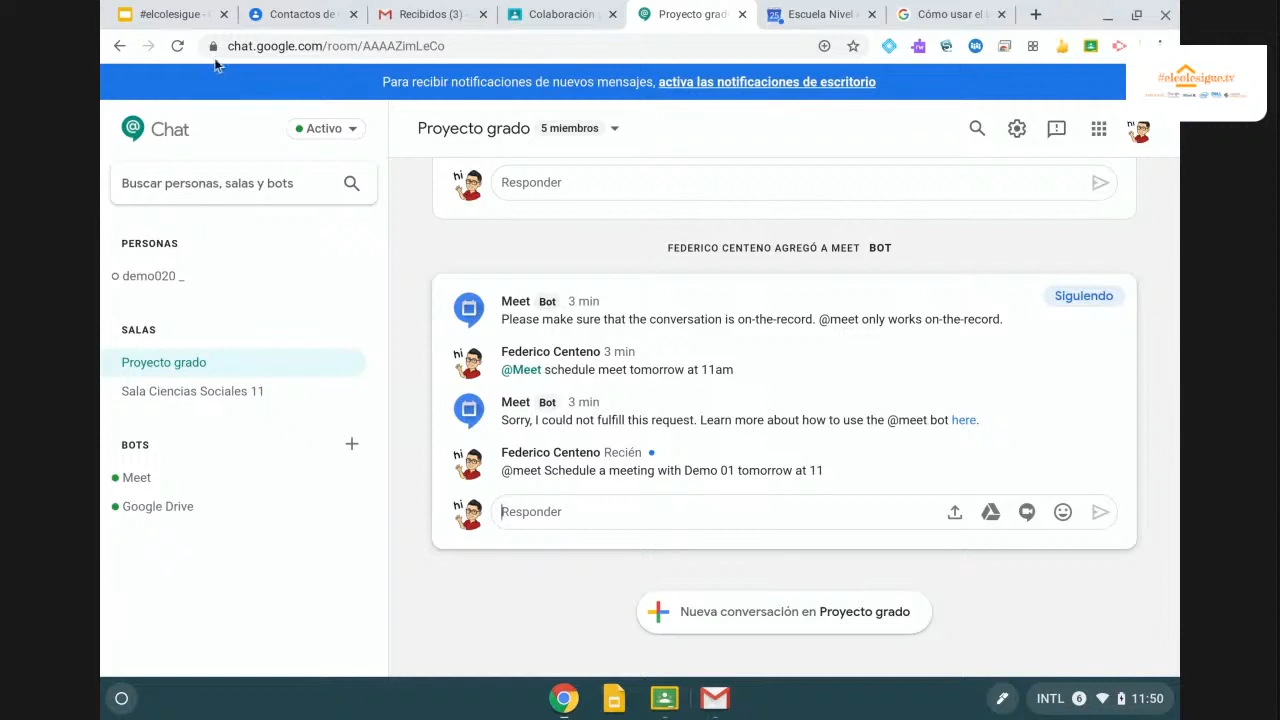 #elcolesigue -
Contactos de
Recibidos (3) -
Colaboración
Proyecto grad
Escuela Nivel
Cómo usar el
chat.google.com/room/AAAAZimLeCo
Para recibir notificaciones de nuevos mensajes, activa las notificaciones de escritorio
#elcolesigue.tv
Chat
Activo
Proyecto grado 5 miembros
Buscar personas, salas y bots
Responder
PERSONAS
demo020 _
SALAS
Proyecto grado
Sala Ciencias Sociales 11
BOTS
Meet
Google Drive
FEDERICO CENTENO AGREGÓ A MEET BOT
Siguiendo
Meet Bot 3 min
Please make sure that the conversation is on-the-record. @meet only works on-the-record.
Federico Centeno 3 min
@Meet schedule meet tomorrow at 11am
Meet Bot 3 min
Sorry, I could not fulfill this request. Learn more about how to use the @meet bot here.
Federico Centeno Recién
@meet Schedule a meeting with Demo 01 tomorrow at 11
Responder
Nueva conversación en Proyecto grado
INTL 6 11:50